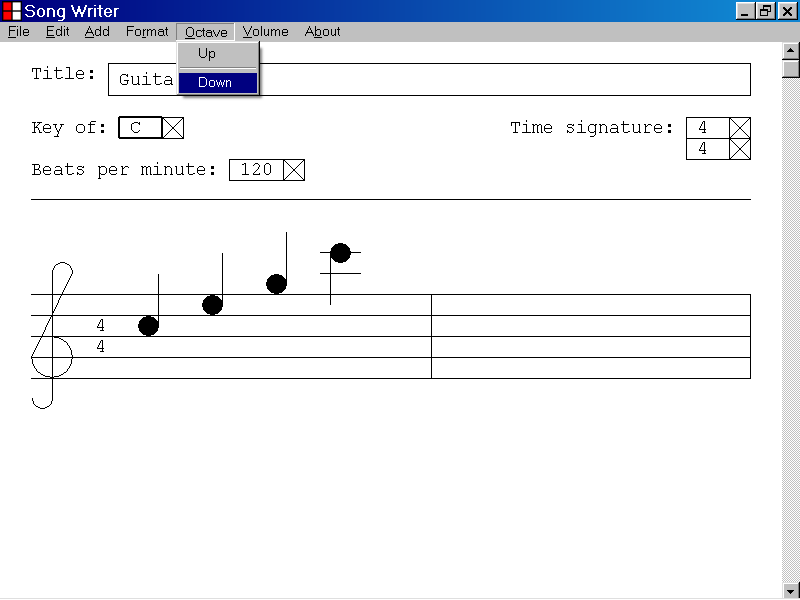 Song Writer
File Edit Add Format Octave Volume About
Up
Down
Title: Guita
Key of: C
Time signature: 4
4
Beats per minute: 120
4
4